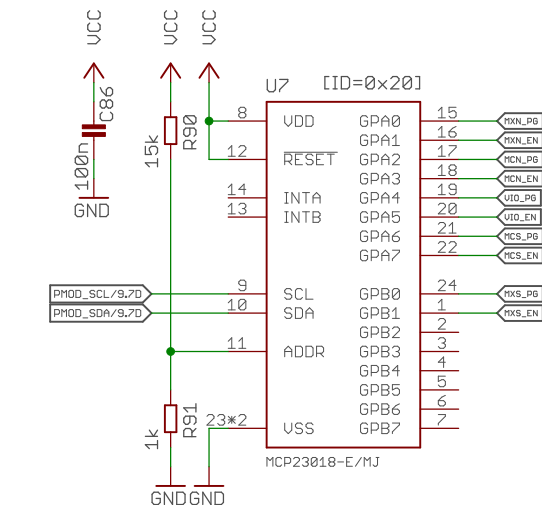 VCC
VCC
VCC
C86
100n
GND
R90
15k
U7
[ID=0x20]
8 VDD GPA0 15 MXN_PG
GPA1 16 MXN_EN
12 RESET GPA2 17 MCN_PG
GPA3 18 MCN_EN
14 INTA GPA4 19 VIO_PG
13 INTB GPA5 20 VIO_EN
GPA6 21 MCS_PG
GPA7 22 MCS_EN
PMOD_SCL/9.7D 9 SCL GPB0 24 MXS_PG
PMOD_SDA/9.7D 10 SDA GPB1 1 MXS_EN
GPB2 2
11 ADDR GPB3 3
GPB4 4
GPB5 5
GPB6 6
23*2 VSS GPB7 7
R91
1k
MCP23018-E/MJ
GND
GND